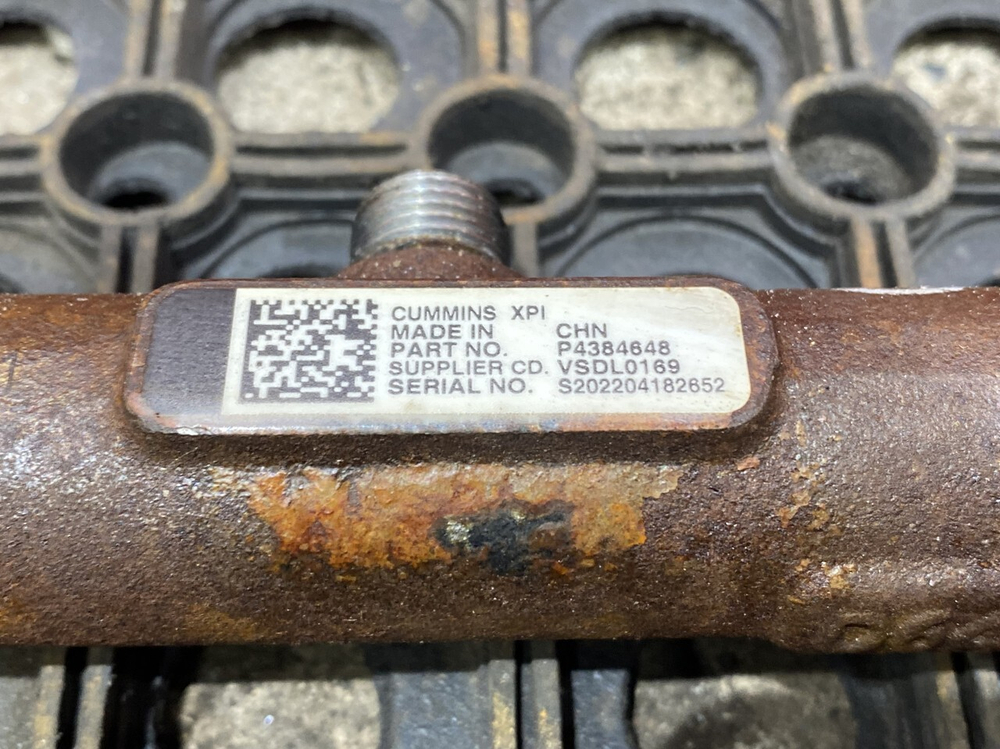 CUMMINS XPI
MADE IN CHN
PART NO. P4384648
SUPPLIER CD. VSDL0169
SERIAL NO. S202204182652